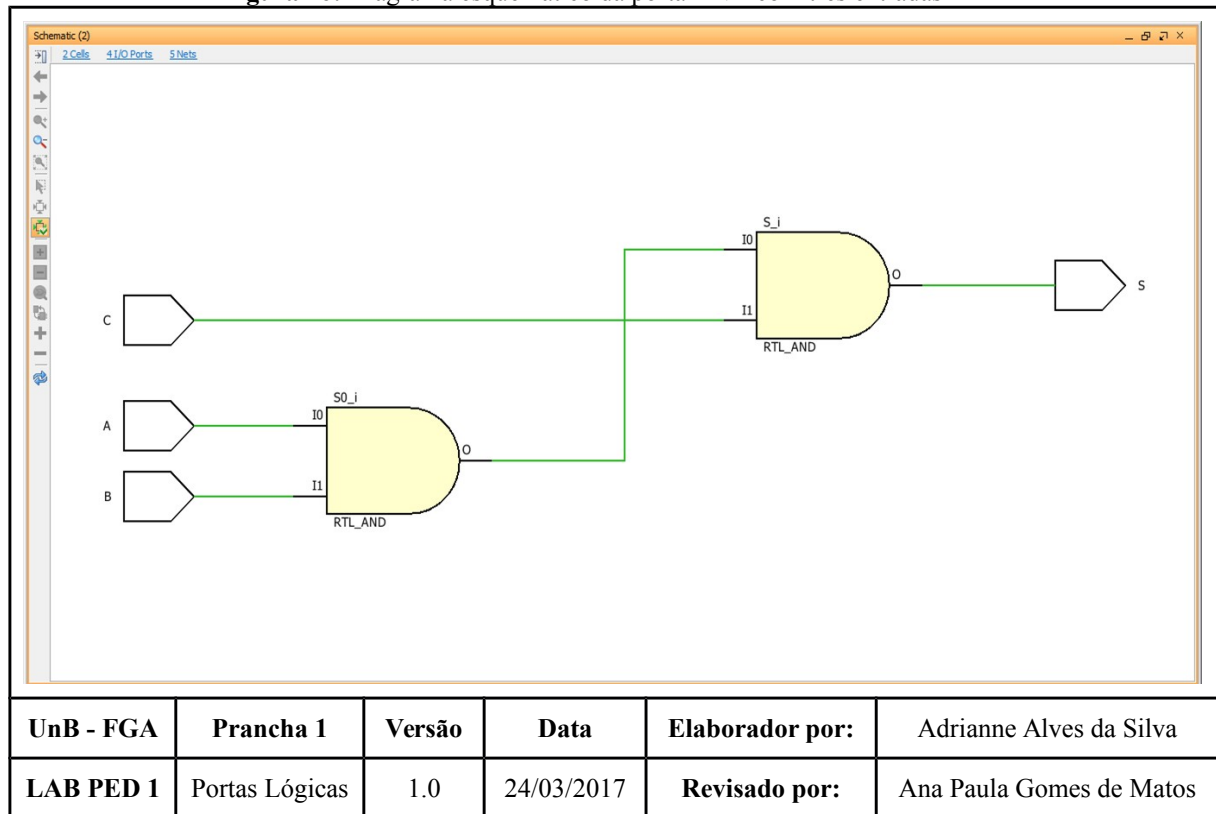 Schematic (2)
2 Cells 4 I/O Ports 5 Nets
S_i
I0
O
S
I1
C
RTL_AND
S0_i
I0
A
O
I1
B
RTL_AND
UnB - FGA Prancha 1 Versão Data Elaborador por: Adrianne Alves da Silva
LAB PED 1 Portas Lógicas 1.0 24/03/2017 Revisado por: Ana Paula Gomes de Matos